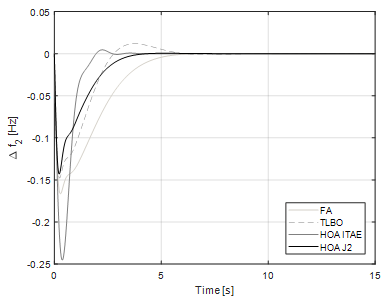 0.05
0
-0.05
-0.1
-0.15
-0.2
-0.25
Δ f2 [Hz]
0 5 10 15
Time [s]
FA
TLBO
HOA ITAE
HOA J2